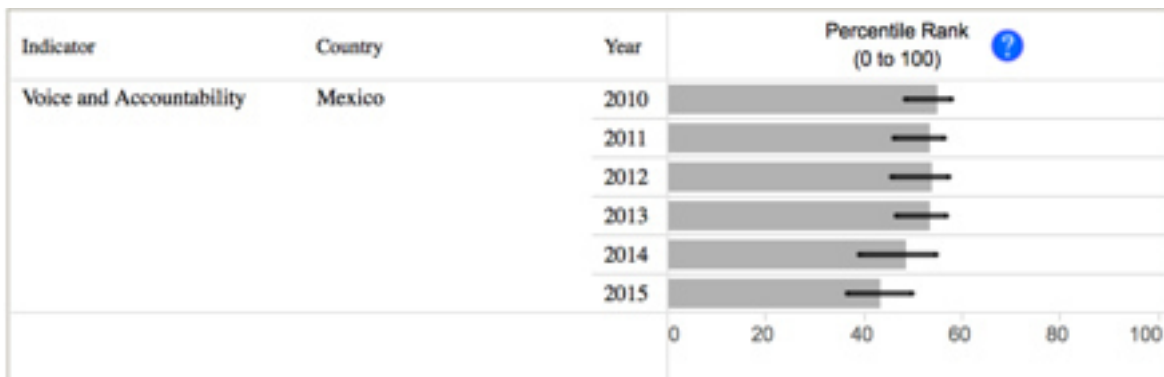 Indicator Country Year Percentile Rank
(0 to 100) ?
Voice and Accountability Mexico 2010
2011
2012
2013
2014
2015
0 20 40 60 80 100